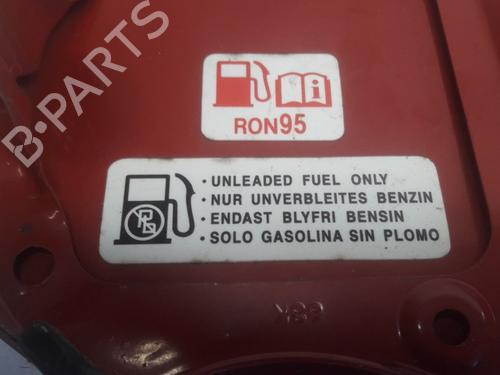 B-PARTS
RON95
· UNLEADED FUEL ONLY
· NUR UNVERBLEITES BENZIN
· ENDAST BLYFRI BENSIN
· SOLO GASOLINA SIN PLOMO